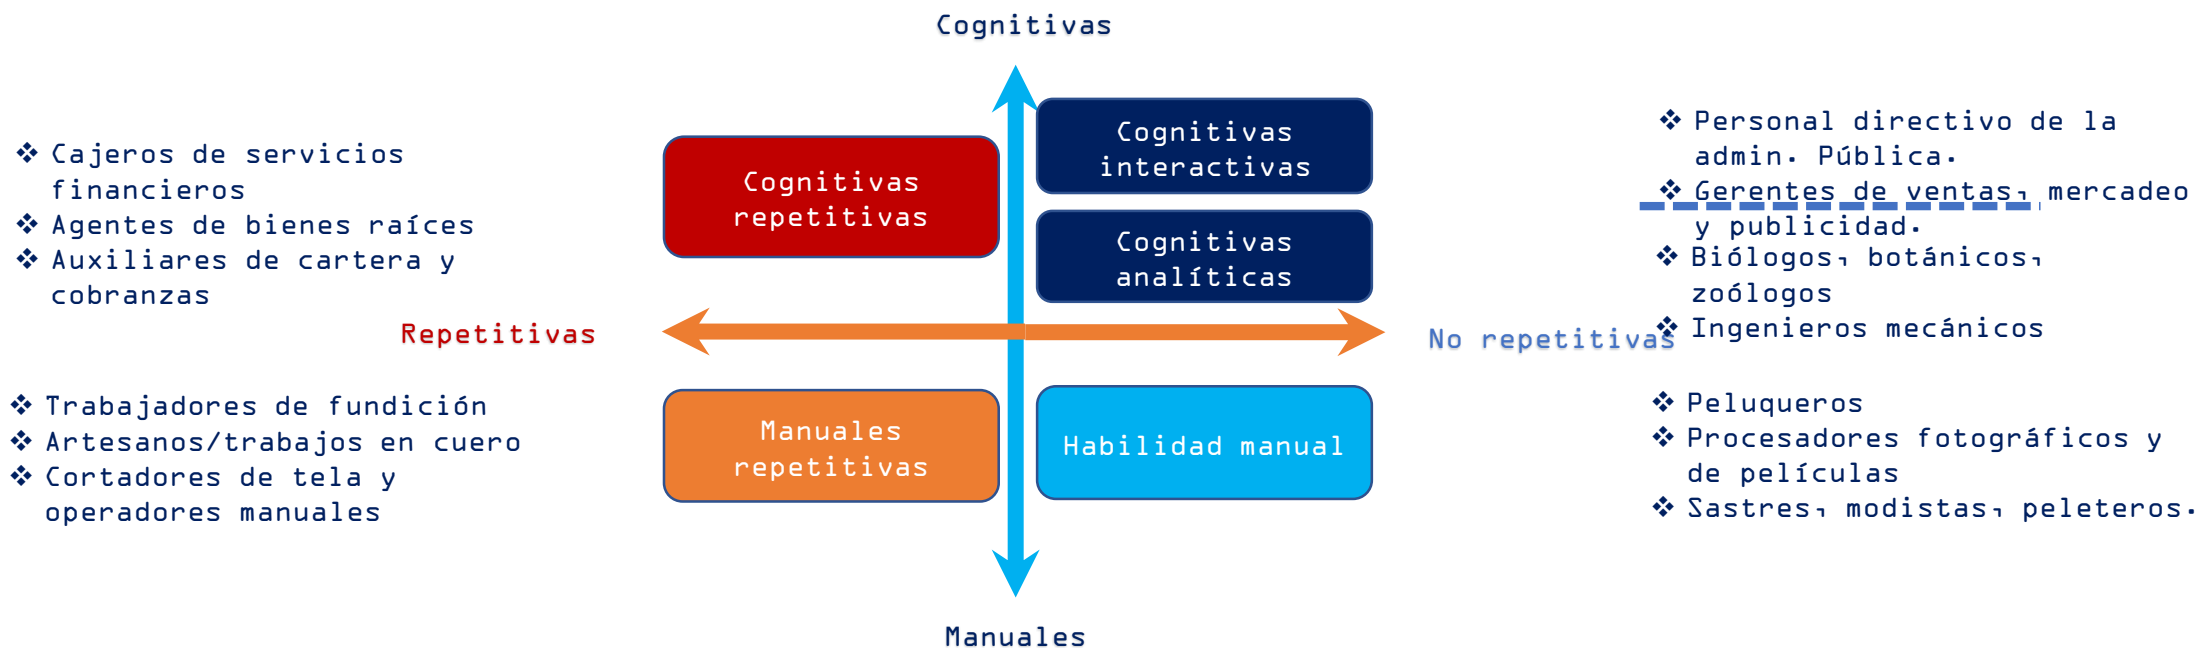 Cognitivas
❖ Cajeros de servicios
financieros
❖ Agentes de bienes raíces
❖ Auxiliares de cartera y
cobranzas
Cognitivas
repetitivas
Cognitivas
interactivas
Cognitivas
analíticas
❖ Personal directivo de la
admin. Pública.
❖ Gerentes de ventas, mercadeo
y publicidad.
❖ Biólogos, botánicos,
zoólogos
❖ Ingenieros mecánicos
Repetitivas
No repetitivas
❖ Trabajadores de fundición
❖ Artesanos/trabajos en cuero
❖ Cortadores de tela y
operadores manuales
Manuales
repetitivas
Habilidad manual
❖ Peluqueros
❖ Procesadores fotográficos y
de películas
❖ Sastres, modistas, peleteros.
Manuales